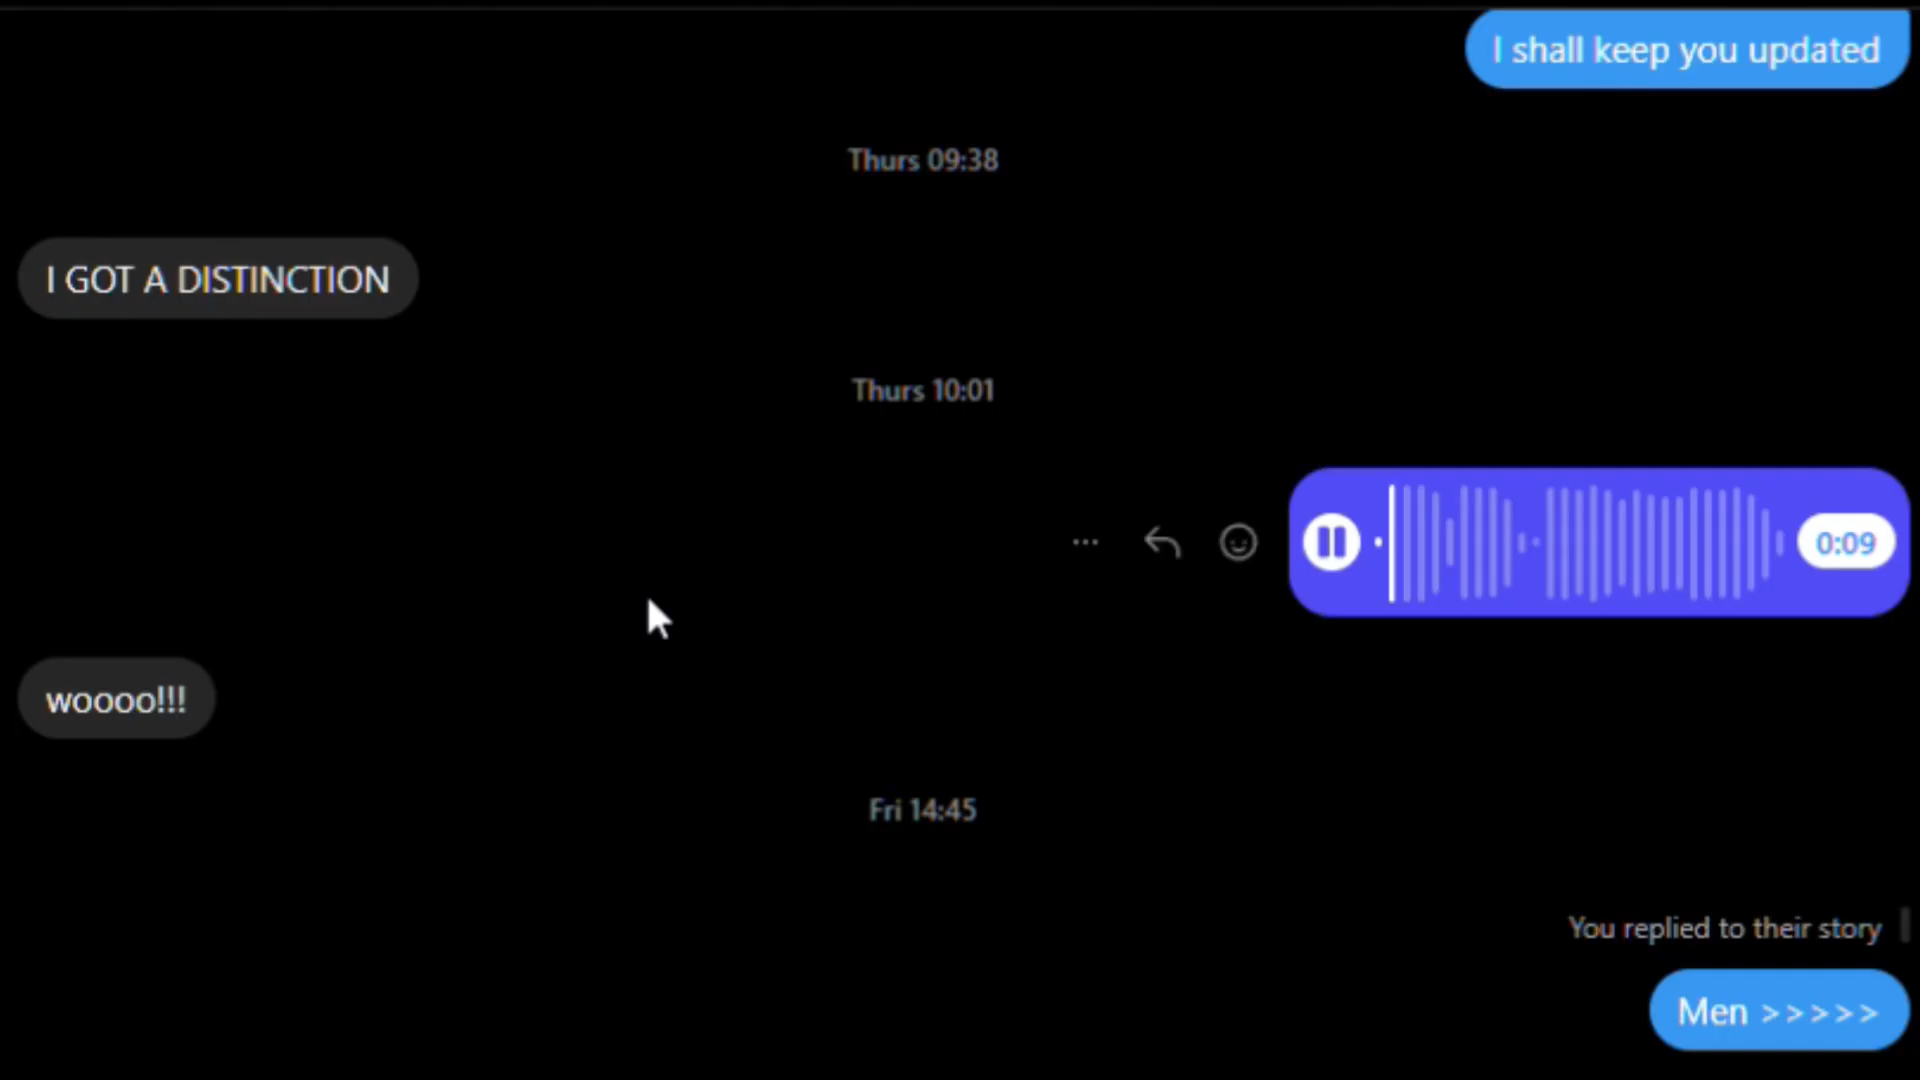 I shall keep you updated
Thurs 09:38
I GOT A DISTINCTION
Thurs 10:01
0:09
woooo!!!
Fri 14:45
You replied to their story
Men >>>>>